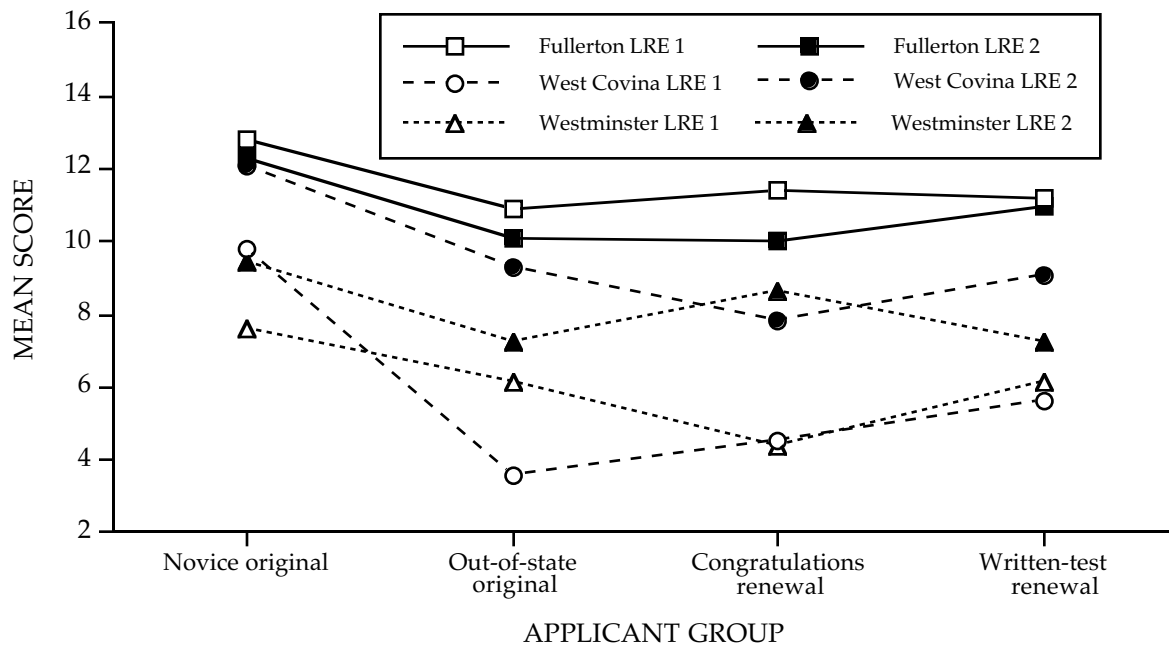 16
14
12
10
8
6
4
2
MEAN SCORE
Fullerton LRE 1
Fullerton LRE 2
West Covina LRE 1
West Covina LRE 2
Westminster LRE 1
Westminster LRE 2
Novice original
Out-of-state
original
Congratulations
renewal
Written-test
renewal
APPLICANT GROUP